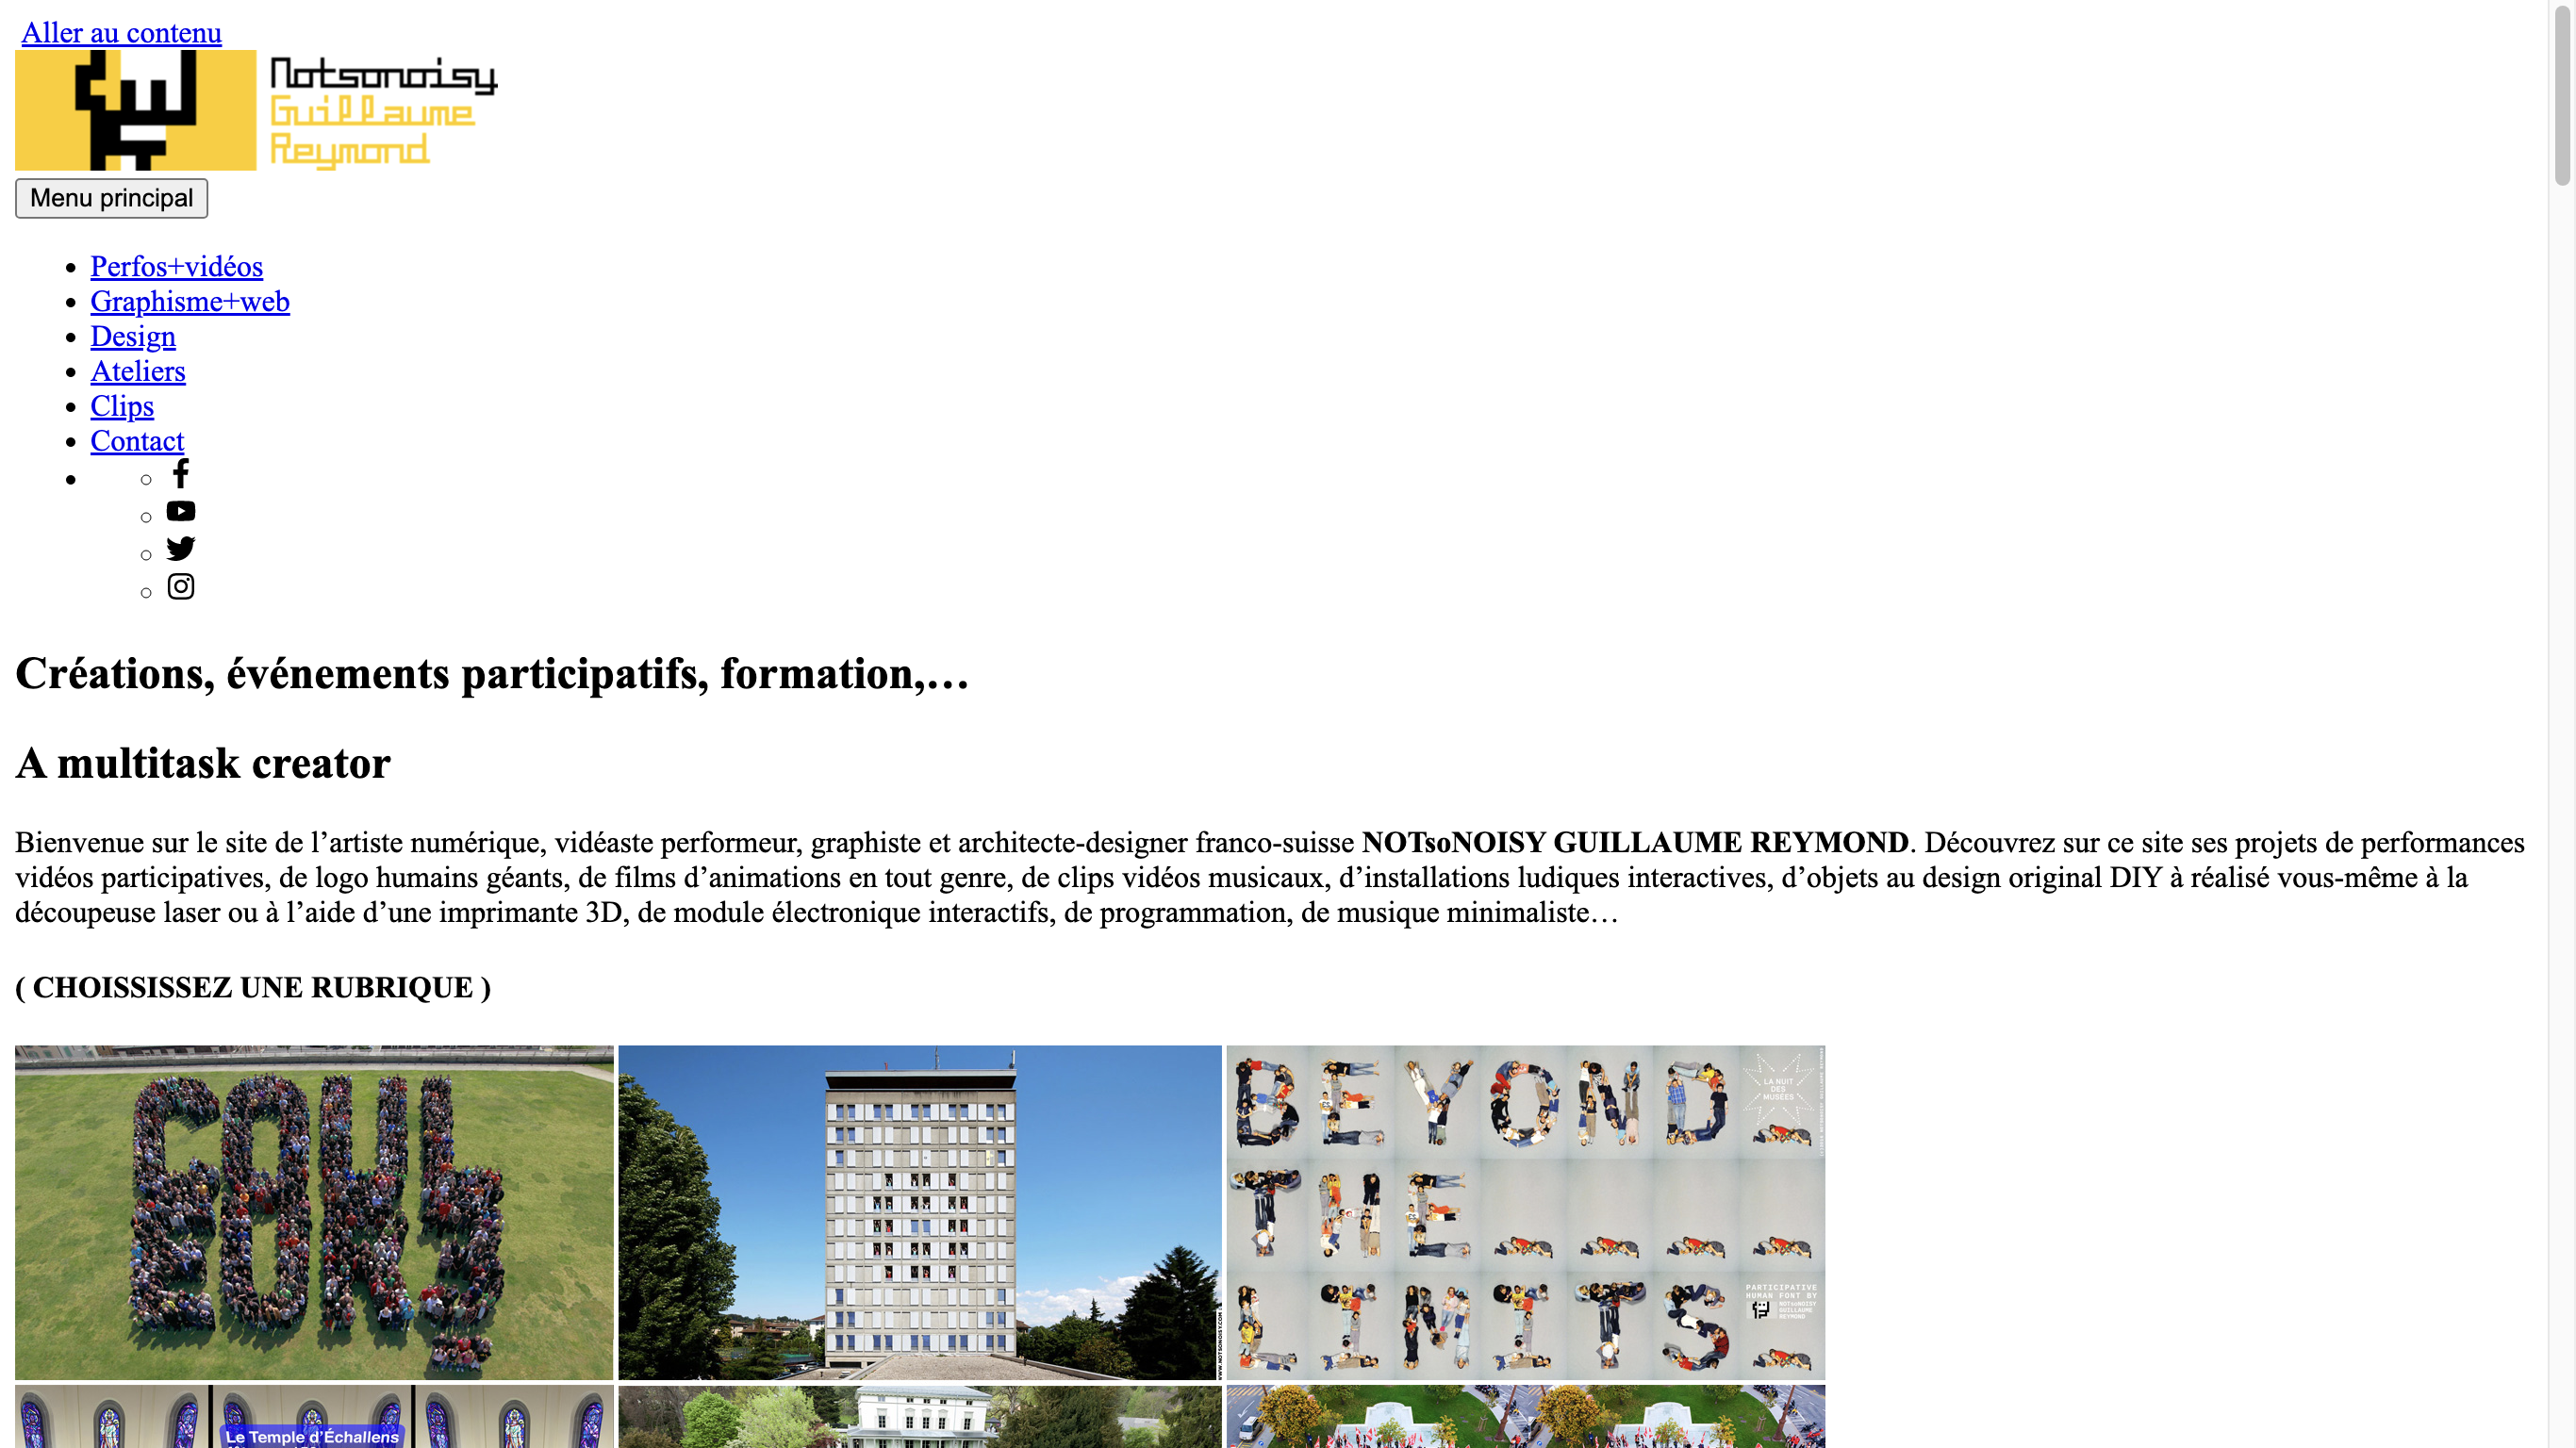 Aller au contenu
Notsonoisy
Guillaume
Reymond
Menu principal
Perfos+vidéos
Graphisme+web
Design
Ateliers
Clips
Contact
Créations, événements participatifs, formation,…
A multitask creator
Bienvenue sur le site de l’artiste numérique, vidéaste performeur, graphiste et architecte-designer franco-suisse NOTsoNOISY GUILLAUME REYMOND. Découvrez sur ce site ses projets de performances
vidéos participatives, de logo humains géants, de films d’animations en tout genre, de clips vidéos musicaux, d’installations ludiques interactives, d’objets au design original DIY à réalisé vous-même à la
découpeuse laser ou à l’aide d’une imprimante 3D, de module électronique interactifs, de programmation, de musique minimaliste…
( CHOISSISSEZ UNE RUBRIQUE )
WWW.NOTSONOISY.COM
BEYOND
LA NUIT
DES
MUSÉES
THE
LIMITS
PARTICIPATIVE
HUMAN FONT BY
NOTsoNOISY
GUILLAUME
REYMOND
Le Temple d’Échallens